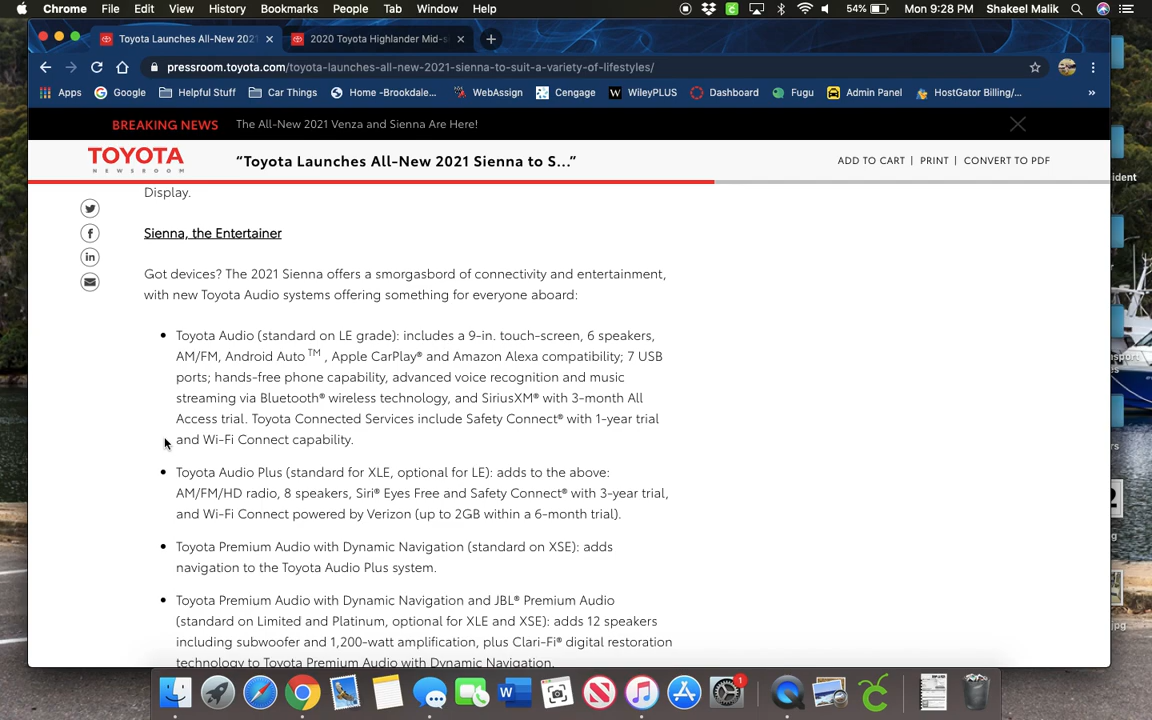 Chrome File Edit View History Bookmarks People Tab Window Help 54% Mon 9:28 PM Shakeel Malik
Toyota Launches All-New 202 2020 Toyota Highlander Mid-s
pressroom.toyota.com/toyota-launches-all-new-2021-sienna-to-suit-a-variety-of-lifestyles/
Apps Google Helpful Stuff Car Things Home -Brookdale... WebAssign Cengage WileyPLUS Dashboard Fugu Admin Panel HostGator Billing/... »
BREAKING NEWS The All-New 2021 Venza and Sienna Are Here!
TOYOTA
NEWSROOM
“Toyota Launches All-New 2021 Sienna to S...”
ADD TO CART | PRINT | CONVERT TO PDF
Display.
Sienna, the Entertainer
Got devices? The 2021 Sienna offers a smorgasbord of connectivity and entertainment,
with new Toyota Audio systems offering something for everyone aboard:
• Toyota Audio (standard on LE grade): includes a 9-in. touch-screen, 6 speakers,
AM/FM, Android Auto TM , Apple CarPlay® and Amazon Alexa compatibility; 7 USB
ports; hands-free phone capability, advanced voice recognition and music
streaming via Bluetooth® wireless technology, and SiriusXM® with 3-month All
Access trial. Toyota Connected Services include Safety Connect® with 1-year trial
and Wi-Fi Connect capability.
• Toyota Audio Plus (standard for XLE, optional for LE): adds to the above:
AM/FM/HD radio, 8 speakers, Siri® Eyes Free and Safety Connect® with 3-year trial,
and Wi-Fi Connect powered by Verizon (up to 2GB within a 6-month trial).
• Toyota Premium Audio with Dynamic Navigation (standard on XSE): adds
navigation to the Toyota Audio Plus system.
• Toyota Premium Audio with Dynamic Navigation and JBL® Premium Audio
(standard on Limited and Platinum, optional for XLE and XSE): adds 12 speakers
including subwoofer and 1,200-watt amplification, plus Clari-Fi® digital restoration
technology to Toyota Premium Audio with Dynamic Navigation.